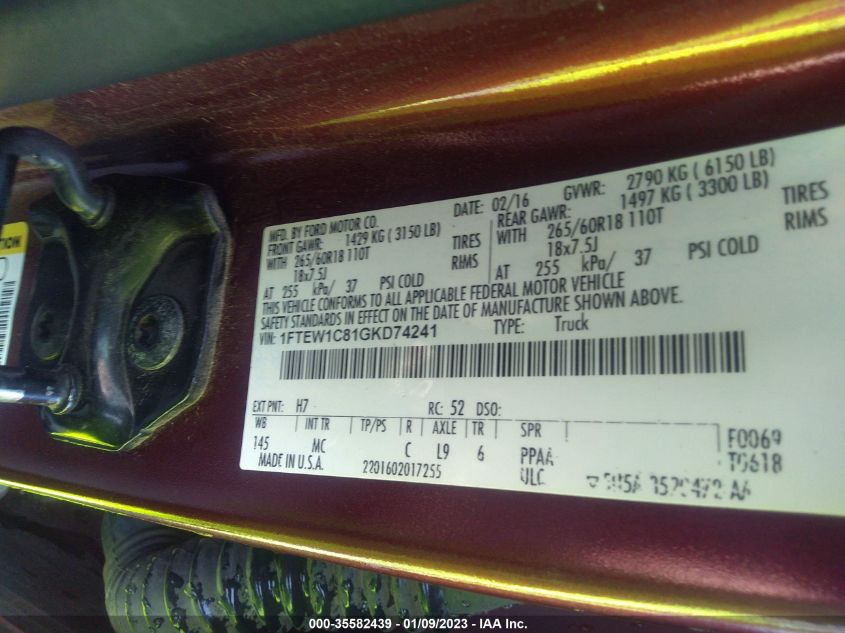 MFD. BY FORD MOTOR CO.
DATE: 02/16 GVWR: 2790 KG ( 6150 LB)
FRONT GAWR: 1429 KG ( 3150 LB)
WITH 265/60R18 110T TIRES
18x7.5J RIMS
AT 255 kPa/ 37 PSI COLD
REAR GAWR: 1497 KG ( 3300 LB)
WITH 265/60R18 110T TIRES
18x7.5J RIMS
AT 255 kPa/ 37 PSI COLD
THIS VEHICLE CONFORMS TO ALL APPLICABLE FEDERAL MOTOR VEHICLE
SAFETY STANDARDS IN EFFECT ON THE DATE OF MANUFACTURE SHOWN ABOVE.
VIN: 1FTEW1C81GKD74241 TYPE: Truck
EXT PNT: H7 RC: 52 DSO:
WB INT TR TP/PS R AXLE TR SPR
145 MC C L9 6 PPAA
F0069
T0618
MADE IN U.S.A. 2201602017255 ULC
000-35582439 - 01/09/2023 - IAA Inc.